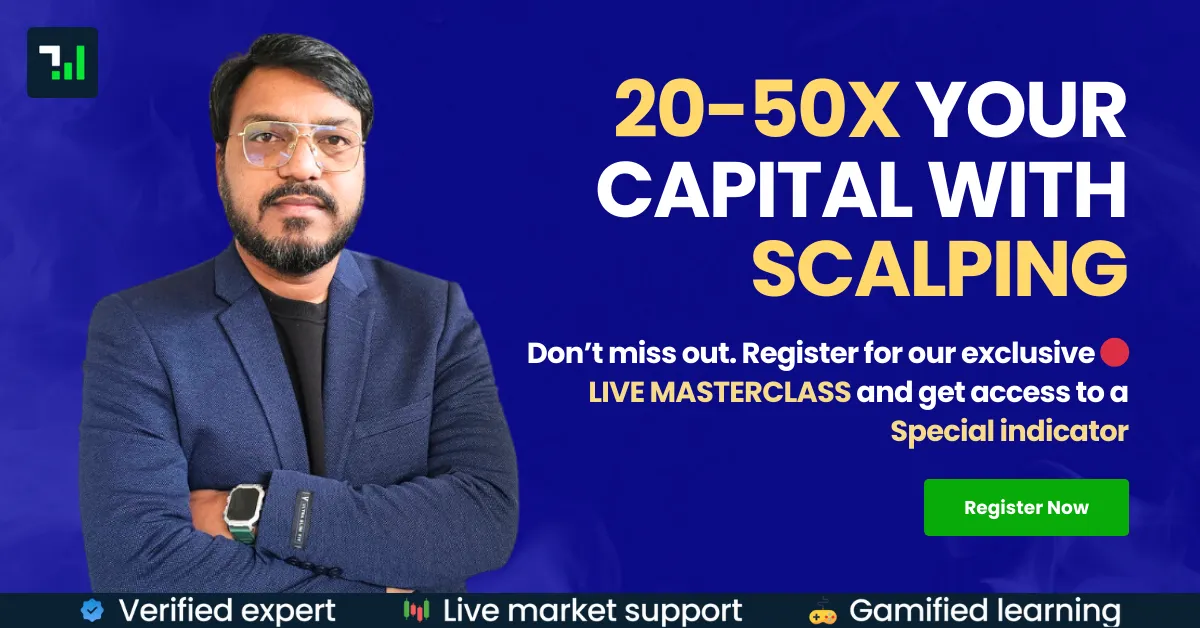 20-50X YOUR
CAPITAL WITH
SCALPING
Don’t miss out. Register for our exclusive 🔴
LIVE MASTERCLASS and get access to a
Special indicator
Register Now
Verified expert
Live market support
Gamified learning